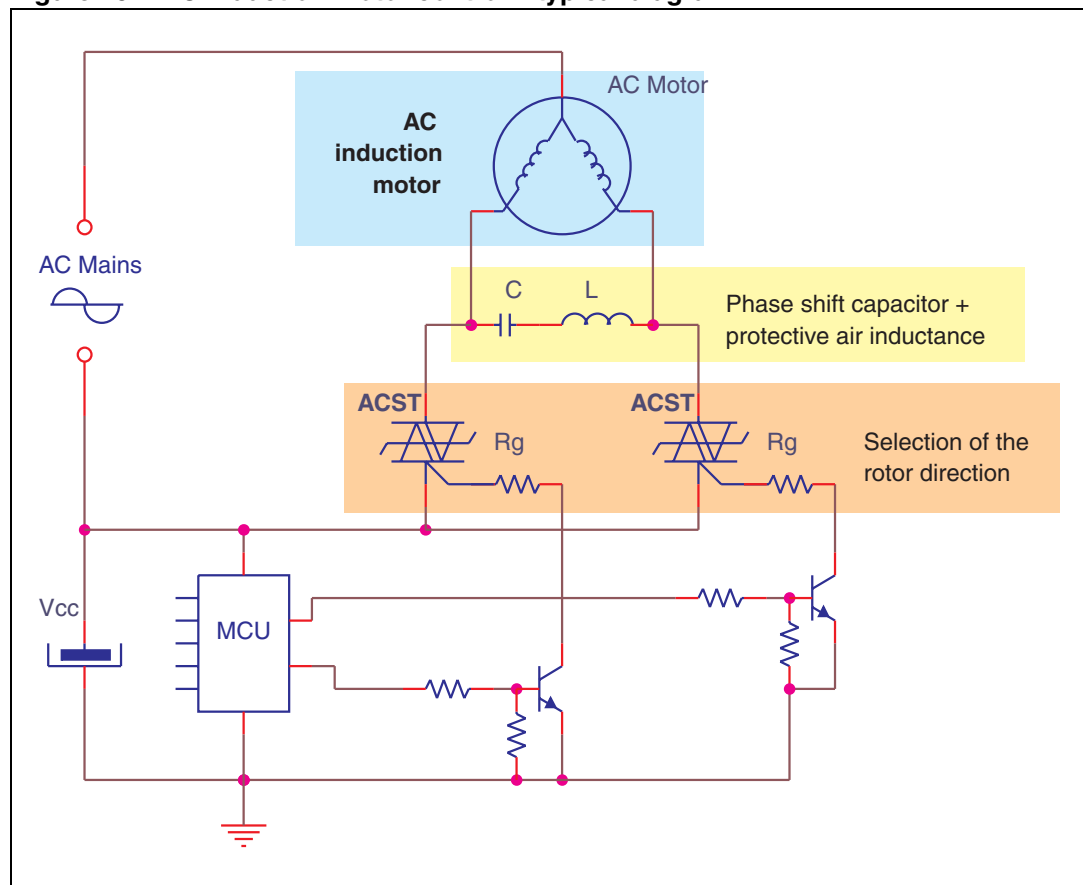 AC Motor
AC
induction
motor
AC Mains
C
L
Phase shift capacitor +
protective air inductance
ACST
Rg
ACST
Rg
Selection of the
rotor direction
Vcc
MCU